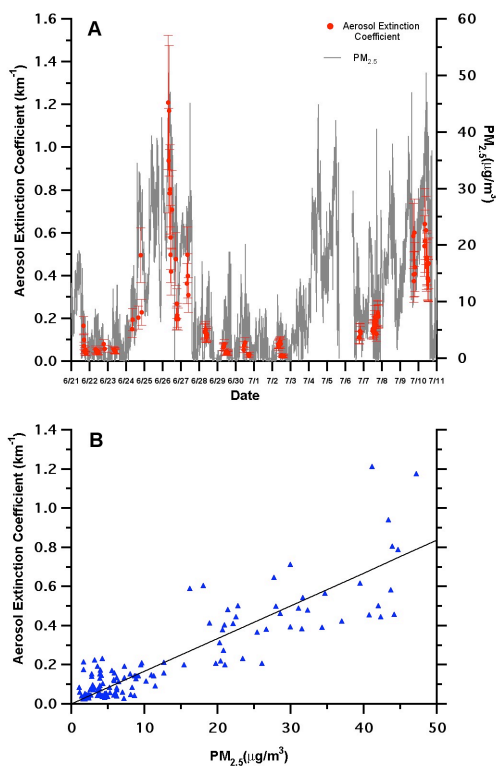 A
Aerosol Extinction Coefficient (km-1)
1.6
1.4
1.2
1.0
0.8
0.6
0.4
0.2
0.0
Aerosol Extinction
Coefficient
PM2.5
60
50
40
30
20
10
0
PM2.5(µg/m3)
6/21 6/22 6/23 6/24 6/25 6/26 6/27 6/28 6/29 6/30 7/1 7/2 7/3 7/4 7/5 7/6 7/7 7/8 7/9 7/10 7/11
Date
B
Aerosol Extinction Coefficient (km-1)
1.4
1.2
1.0
0.8
0.6
0.4
0.2
0.0
0 10 20 30 40 50
PM2.5(µg/m3)